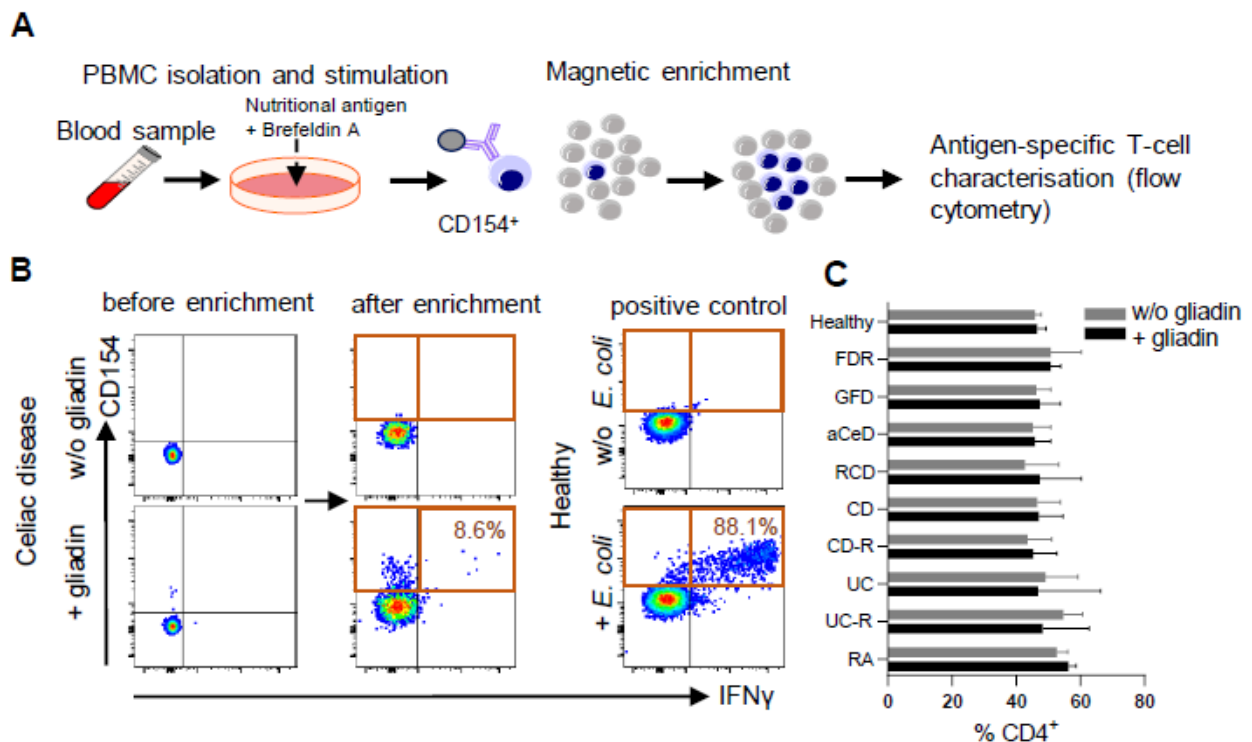 A
PBMC isolation and stimulation
Nutritional antigen
+ Brefeldin A
Blood sample
CD154+
Magnetic enrichment
Antigen-specific T-cell
characterisation (flow
cytometry)
B
before enrichment
after enrichment
positive control
Celiac disease
w/o gliadin
+ gliadin
CD154
8.6%
Healthy
w/o E. coli
+ E. coli
88.1%
IFNγ
C
w/o gliadin
+ gliadin
Healthy
FDR
GFD
aCeD
RCD
CD
CD-R
UC
UC-R
RA
0 20 40 60 80
% CD4+